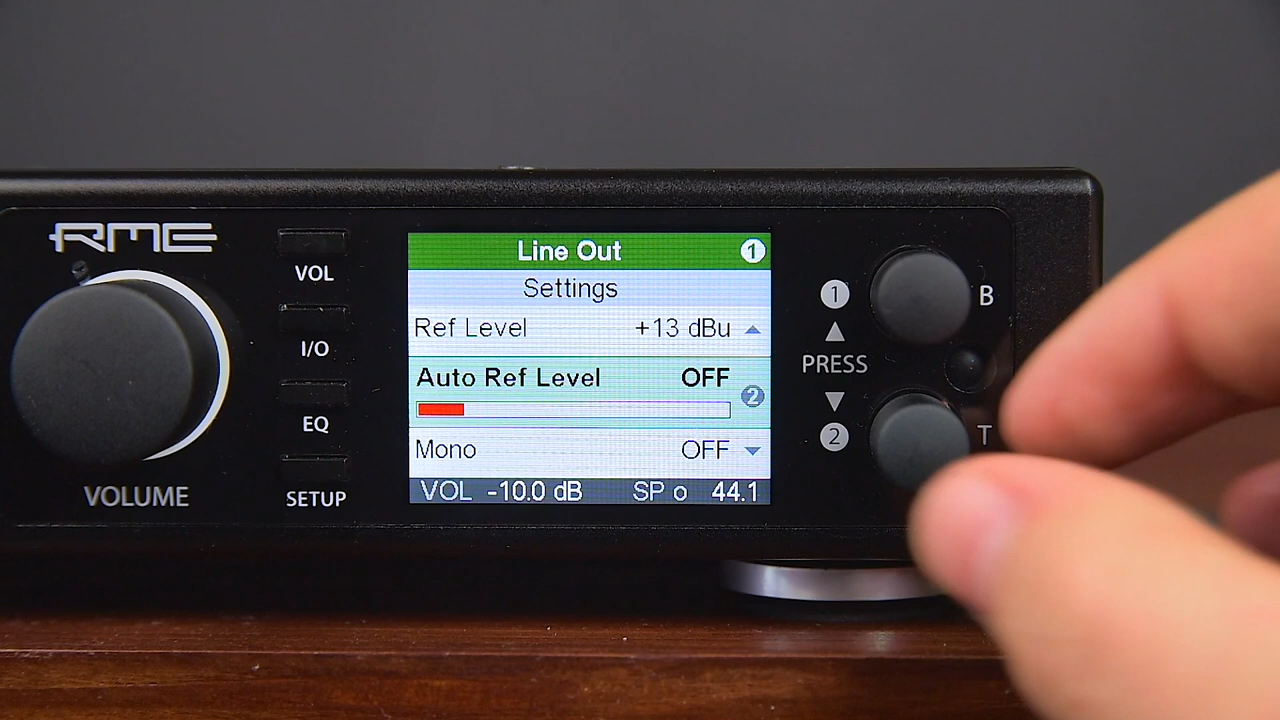 RME
VOL
I/O
EQ
SETUP
VOLUME
Line Out 1
Settings
Ref Level +13 dBu
Auto Ref Level OFF
2
Mono OFF
VOL -10.0 dB SP o 44.1
1 B
PRESS
2 T